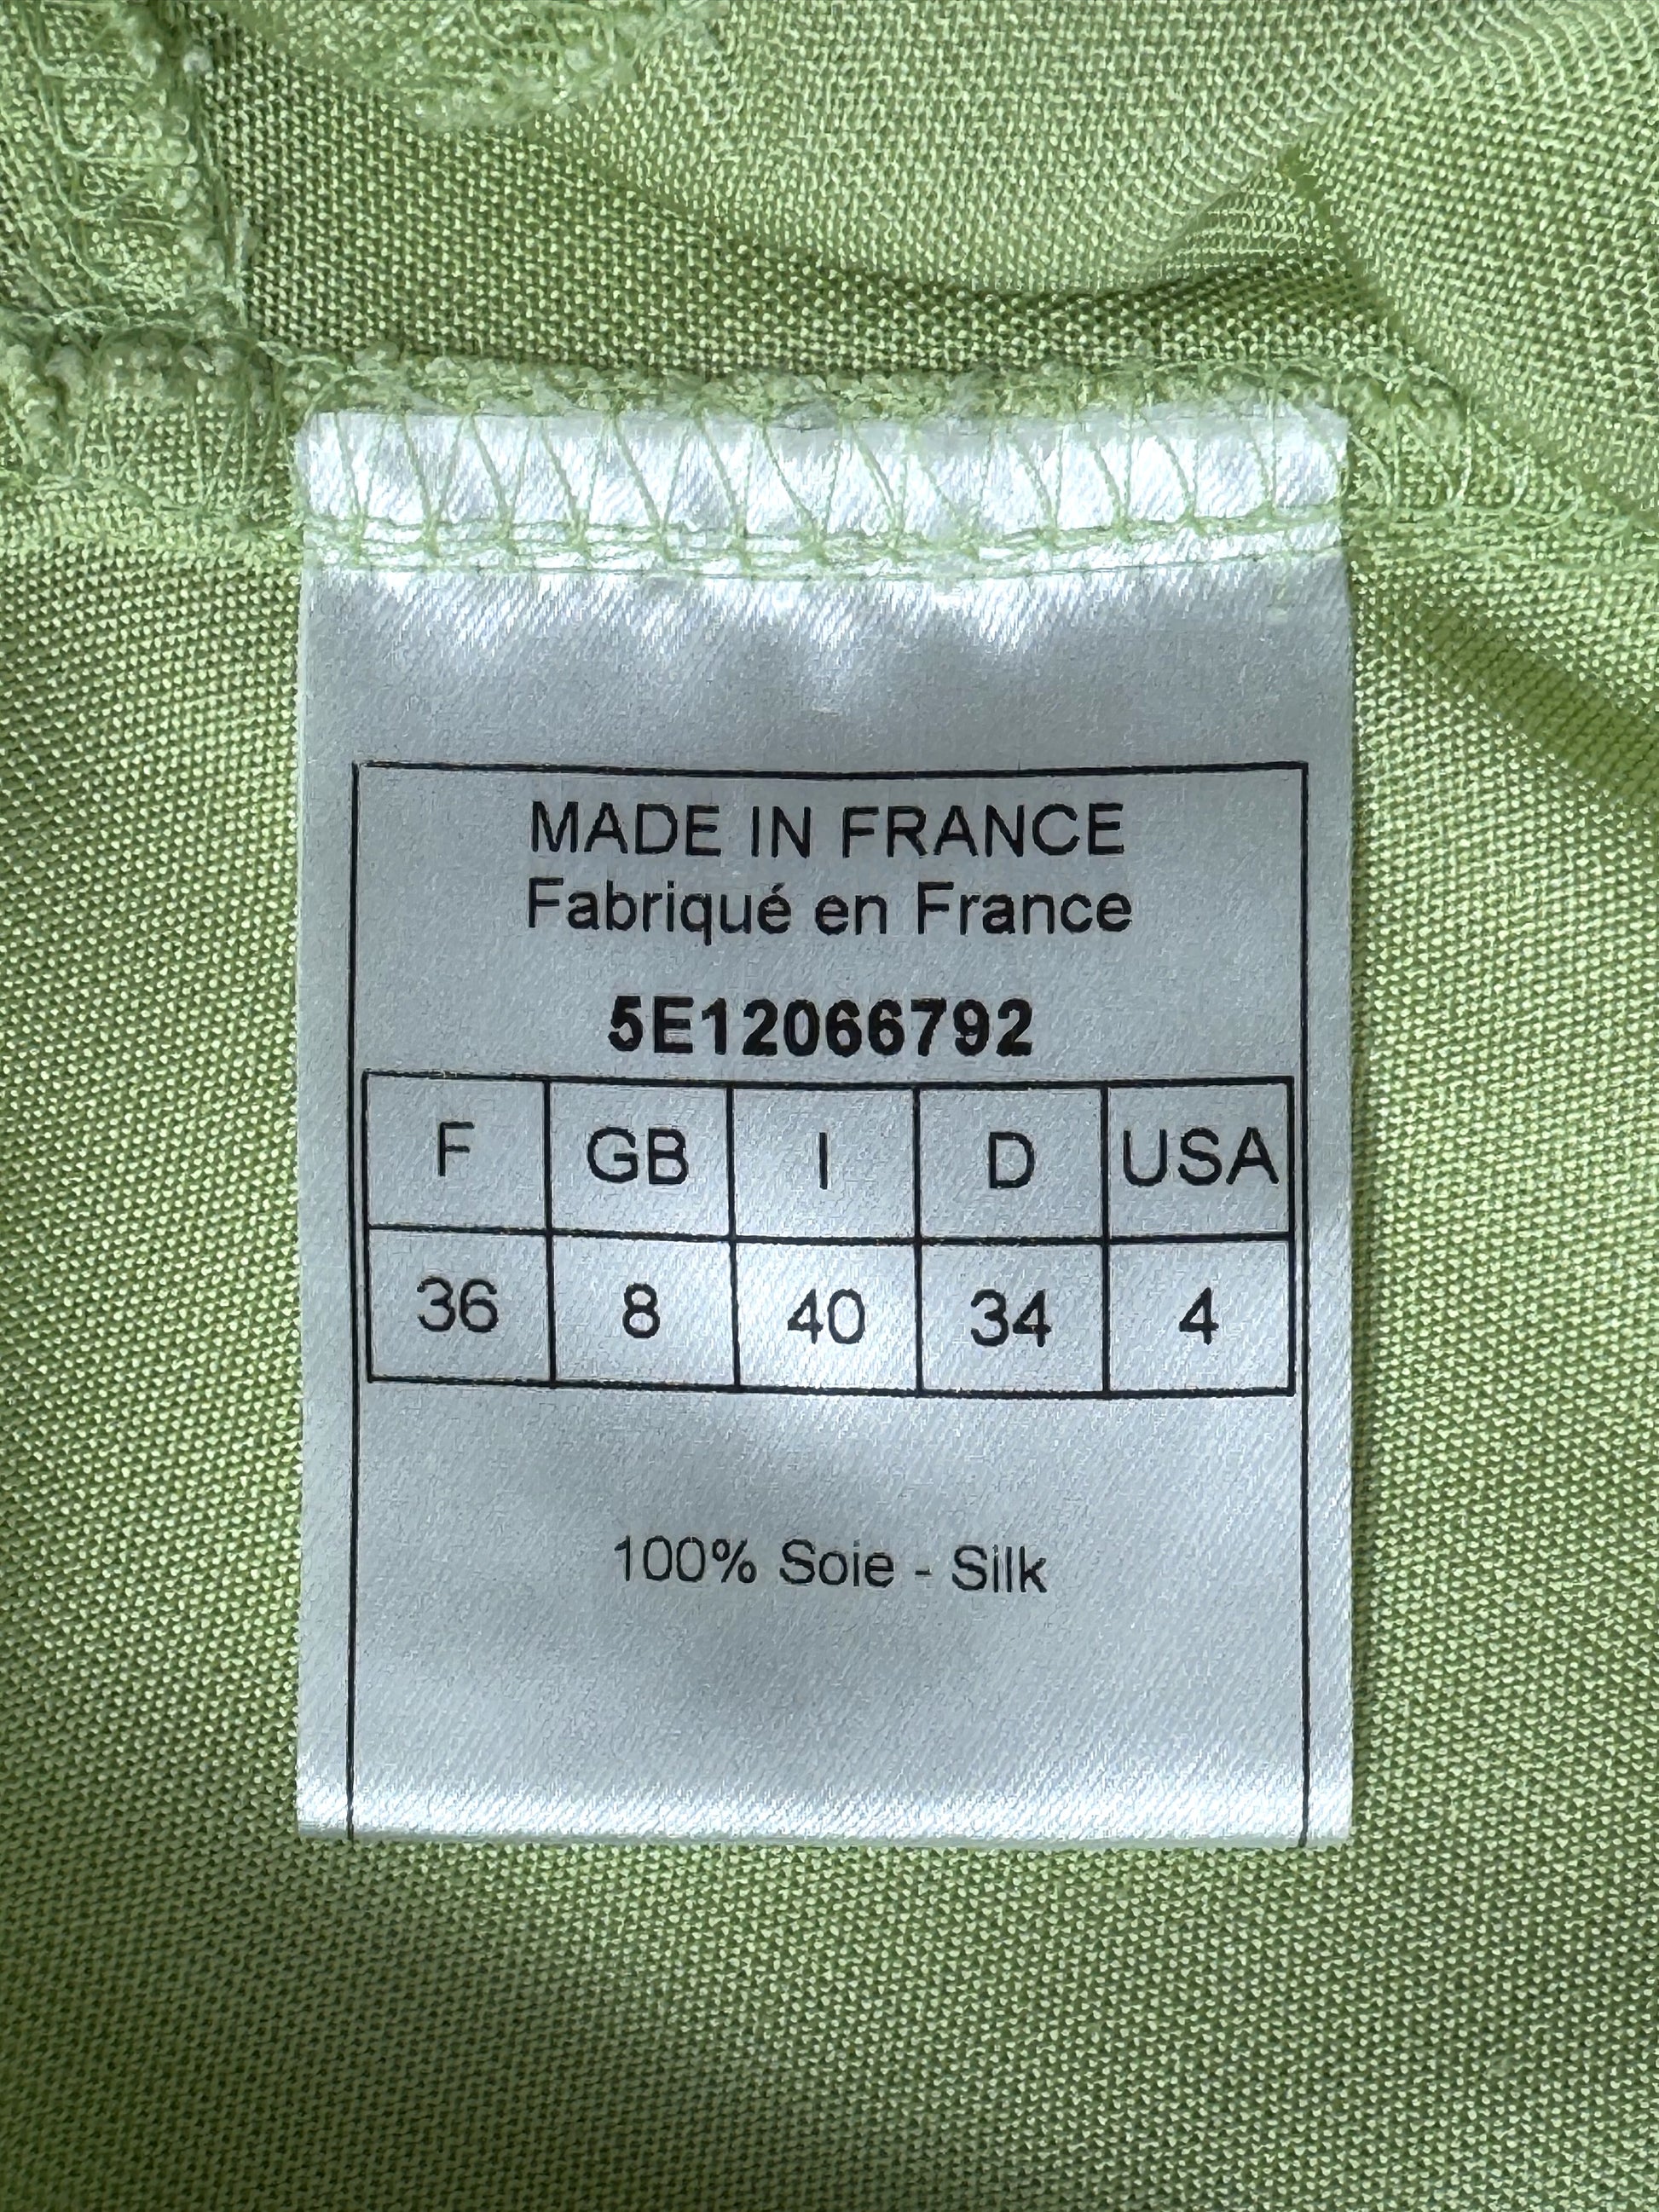 MADE IN FRANCE
Fabriqué en France
5E12066792
F GB I D USA
36 8 40 34 4
100% Soie - Silk